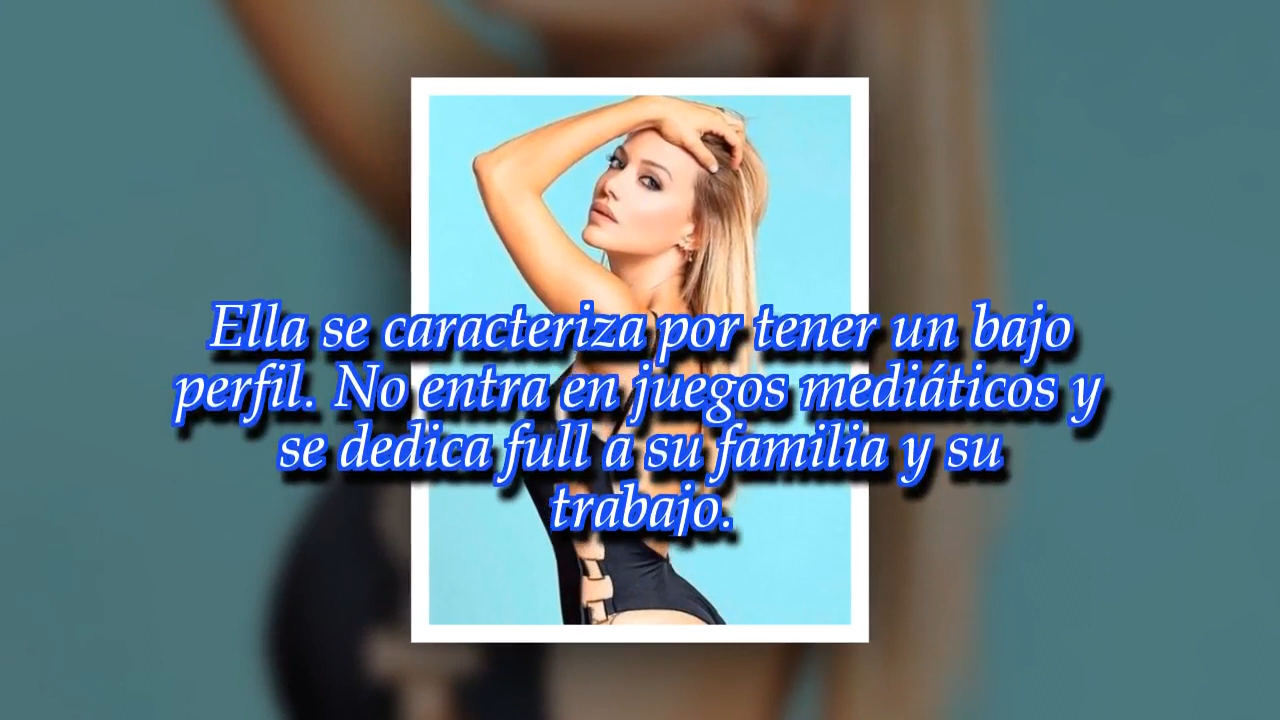 Ella se caracteriza por tener un bajo
perfil. No entra en juegos mediáticos y
se dedica full a su familia y su
trabajo.